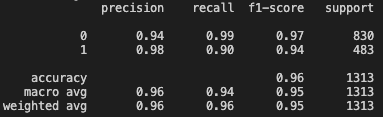 precision recall f1-score support
0 0.94 0.99 0.97 830
1 0.98 0.90 0.94 483
accuracy 0.96 1313
macro avg 0.96 0.94 0.95 1313
weighted avg 0.96 0.96 0.95 1313